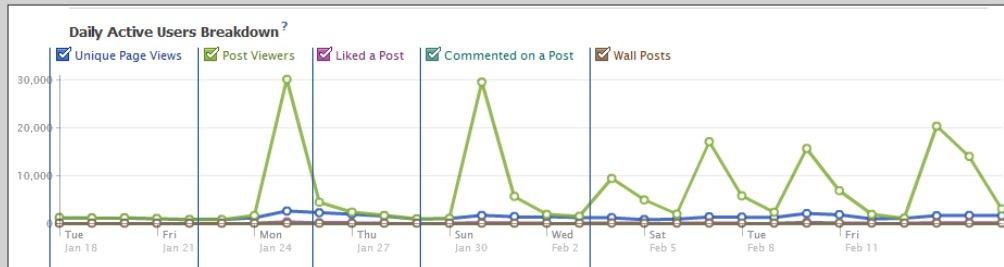 Daily Active Users Breakdown ?
Unique Page Views Post Viewers Liked a Post Commented on a Post Wall Posts
30,000
20,000
10,000
0
Tue Fri Mon Thu Sun Wed Sat Tue Fri
Jan 18 Jan 21 Jan 24 Jan 27 Jan 30 Feb 2 Feb 5 Feb 8 Feb 11